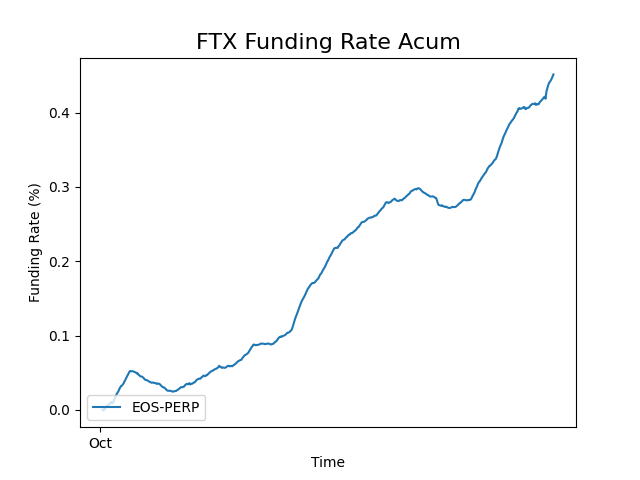 FTX Funding Rate Acum
Funding Rate (%)
0.4
0.3
0.2
0.1
0.0
EOS-PERP
Oct
Time